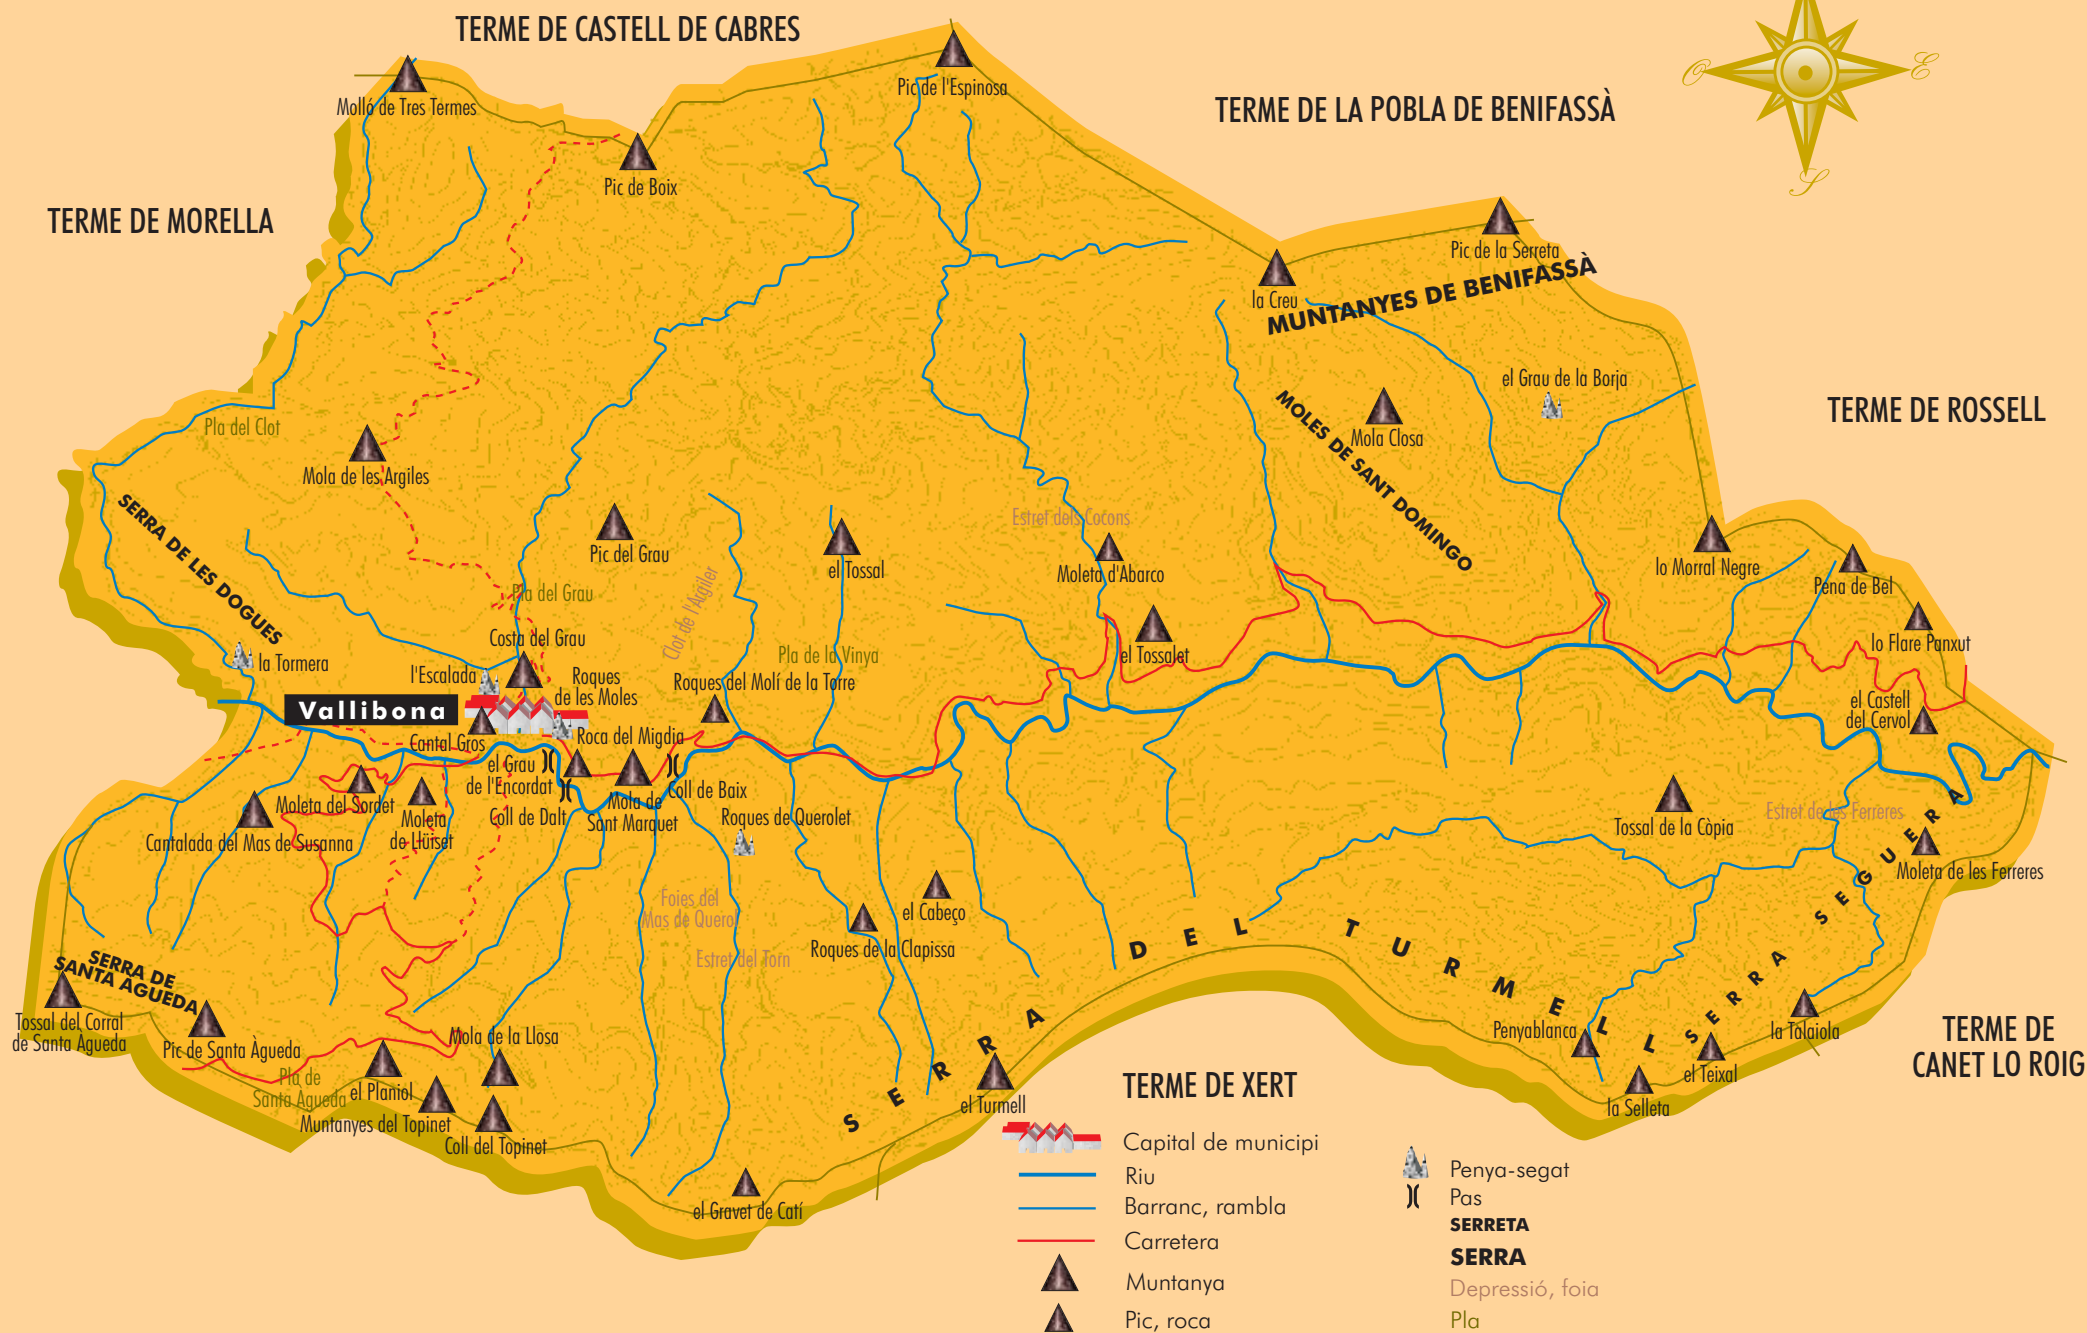 TERME DE CASTELL DE CABRES
Molló de Tres Termes
Pic de l'Espinosa
TERME DE LA POBLA DE BENIFASSÀ
O
E
S
Pic de Boix
TERME DE MORELLA
Pic de la Serreta
la Creu
MUNTANYES DE BENIFASSÀ
el Grau de la Borja
TERME DE ROSSELL
MOLES DE SANT DOMINGO
Mola Closa
Pla del Clot
Mola de les Argiles
SERRA DE LES DOGUES
Estret dels Cocons
Pic del Grau
el Tossal
Moleta d'Abarco
lo Morral Negre
Pena de Bel
Pla del Grau
Clot de l'Argiler
Costa del Grau
Pla de la Vinya
el Tossalet
lo Flare Panxut
la Tormera
l'Escalada
Roques
de les Moles
Roques del Molí de la Torre
Vallibona
el Castell
del Cervol
Cantal Gros
Roca del Migdia
el Grau
de l'Encordat
Coll de Baix
Moleta del Sordet
Moleta
de Lluïset
Coll de Dalt
Mola de
Sant Marquet
Roques de Querolet
Tossal de la Còpia
Estret de les Ferreres
Cantalada del Mas de Susanna
Moleta de les Ferreres
SERRA SEGUERA
Foies del
Mas de Querol
el Cabeço
Roques de la Clapissa
Estret del Torn
SERRA DEL TURMELL
SERRA DE
SANTA ÀGUEDA
Tossal del Corral
de Santa Àgueda
Pic de Santa Àgueda
Mola de la Llosa
Penyablanca
la Talaiola
TERME DE
CANET LO ROIG
Pla de
Santa Àgueda
el Planiol
Muntanyes del Topinet
Coll del Topinet
el Turmell
el Teixal
la Selleta
TERME DE XERT
el Gravet de Catí
Capital de municipi
Riu
Barranc, rambla
Carretera
Muntanya
Pic, roca
Penya-segat
Pas
SERRETA
SERRA
Depressió, foia
Pla